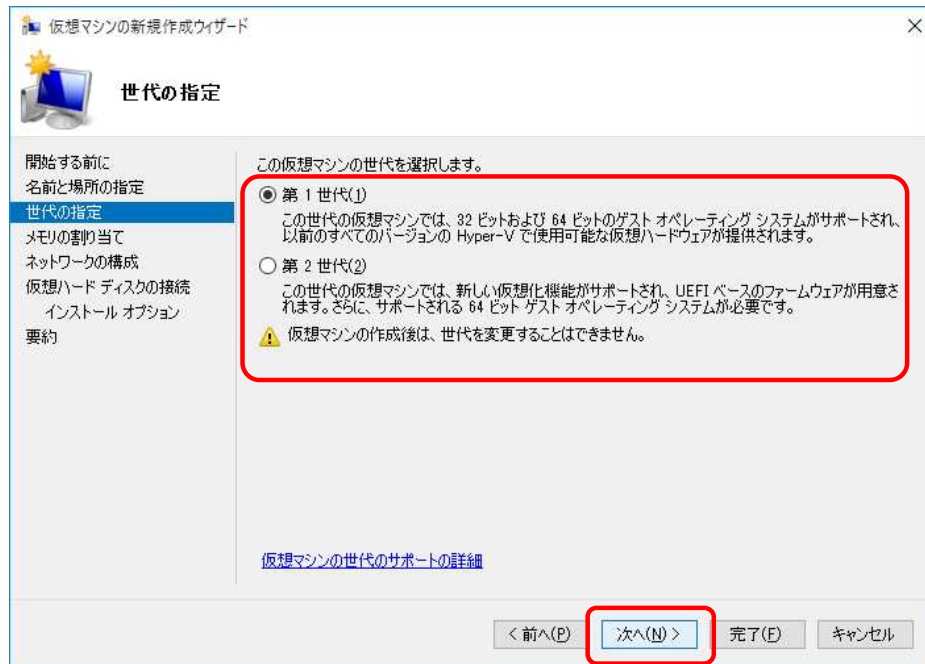 仮想マシンの新規作成ウィザード
世代の指定
開始する前に
名前と場所の指定
世代の指定
メモリの割り当て
ネットワークの構成
仮想ハード ディスクの接続
インストール オプション
要約
この仮想マシンの世代を選択します。
第 1 世代(1)
この世代の仮想マシンでは、32 ビットおよび 64 ビットのゲスト オペレーティング システムがサポートされ、
以前のすべてのバージョンの Hyper-V で使用可能な仮想ハードウェアが提供されます。
第 2 世代(2)
この世代の仮想マシンでは、新しい仮想化機能がサポートされ、UEFI ベースのファームウェアが用意さ
れます。さらに、サポートされる 64 ビット ゲスト オペレーティング システムが必要です。
仮想マシンの作成後は、世代を変更することはできません。
仮想マシンの世代のサポートの詳細
< 前へ(P)
次へ(N) >
完了(F)
キャンセル